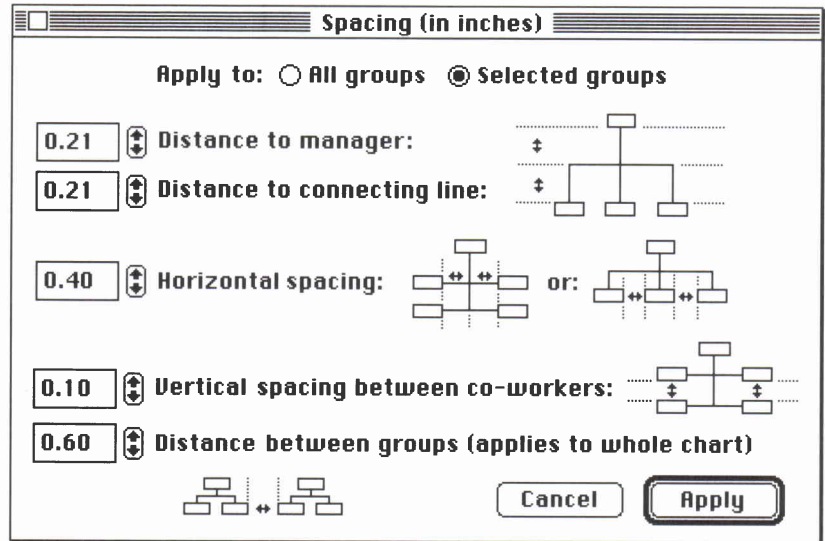 Spacing (in inches)
Apply to: All groups Selected groups
0.21 Distance to manager:
0.21 Distance to connecting line:
0.40 Horizontal spacing: or:
0.10 Vertical spacing between co-workers:
0.60 Distance between groups (applies to whole chart)
Cancel Apply